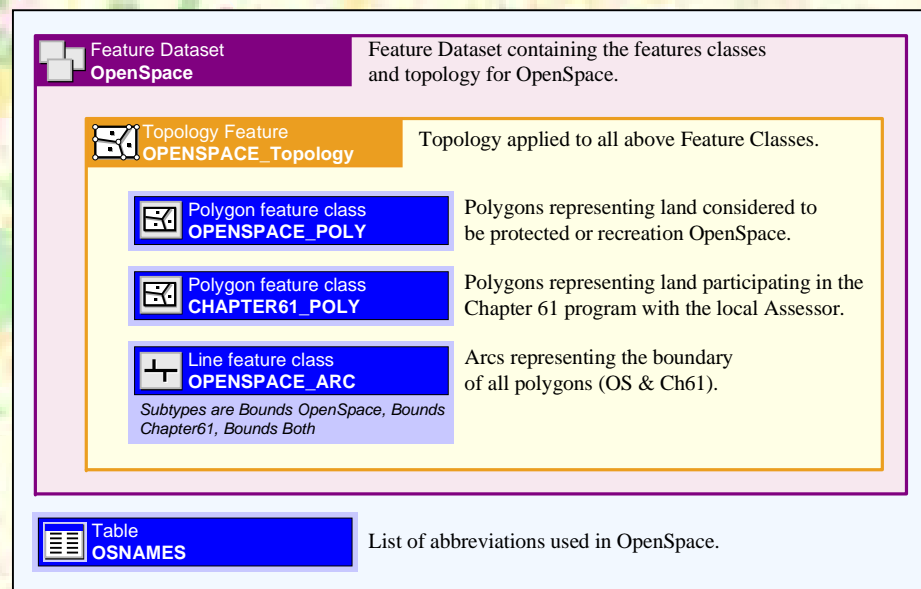 Feature Dataset
OpenSpace
Feature Dataset containing the features classes
and topology for OpenSpace.
Topology Feature
OPENSPACE_Topology
Topology applied to all above Feature Classes.
Polygon feature class
OPENSPACE_POLY
Polygons representing land considered to
be protected or recreation OpenSpace.
Polygon feature class
CHAPTER61_POLY
Polygons representing land participating in the
Chapter 61 program with the local Assessor.
Line feature class
OPENSPACE_ARC
Subtypes are Bounds OpenSpace, Bounds
Chapter61, Bounds Both
Arcs representing the boundary
of all polygons (OS & Ch61).
Table
OSNAMES
List of abbreviations used in OpenSpace.